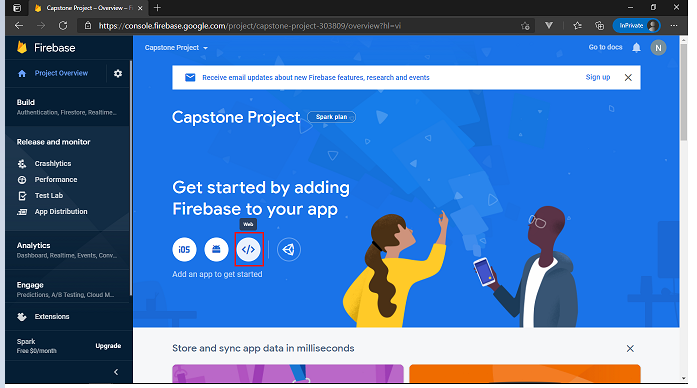 Capstone Project – Overview – Fi
https://console.firebase.google.com/project/capstone-project-303809/overview?hl=vi
InPrivate
Firebase
Project Overview
Build
Authentication, Firestore, Realtime...
Release and monitor
Crashlytics
Performance
Test Lab
App Distribution
Analytics
Dashboard, Realtime, Events, Conv...
Engage
Predictions, A/B Testing, Cloud M...
Extensions
Spark
Free $0/month
Upgrade
Capstone Project
Go to docs
N
Receive email updates about new Firebase features, research and events
Sign up
Capstone Project
Spark plan
Get started by adding
Firebase to your app
Web
iOS
</>
Add an app to get started
Store and sync app data in milliseconds